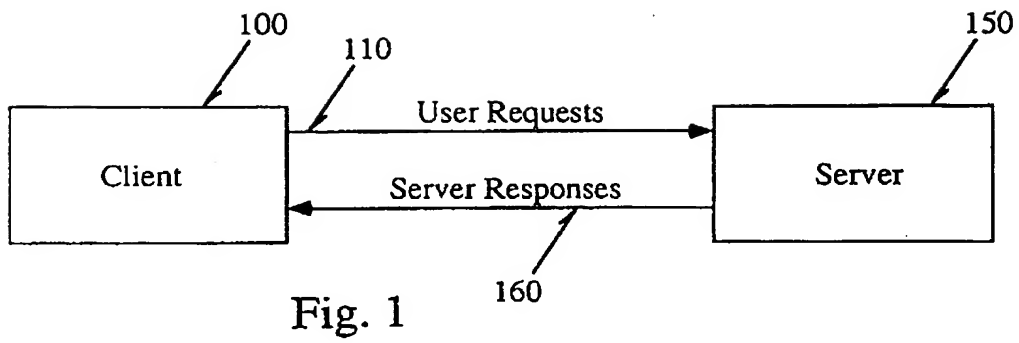 100
110
150
User Requests
Client
Server
Server Responses
160
Fig. 1